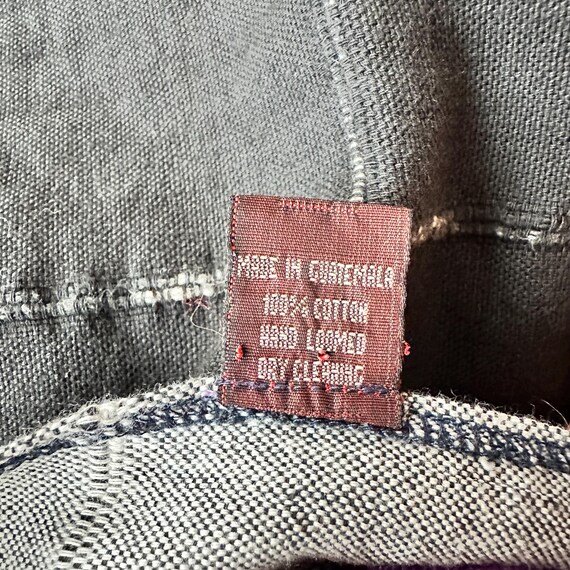 MADE IN GUATEMALA
100% COTTON
HAND LOOMED
DRY CLEANING